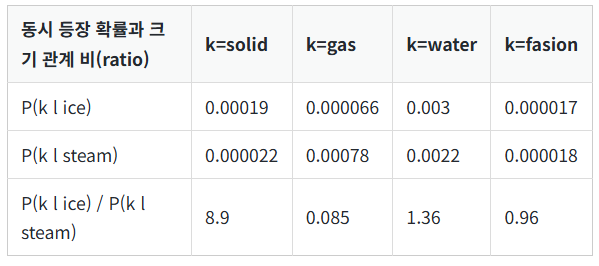 동시 등장 확률과 크 k=solid k=gas k=water k=fasion
기 관계 비(ratio)
P(k l ice) 0.00019 0.000066 0.003 0.000017
P(k l steam) 0.000022 0.00078 0.0022 0.000018
P(k l ice) / P(k l 8.9 0.085 1.36 0.96
steam)